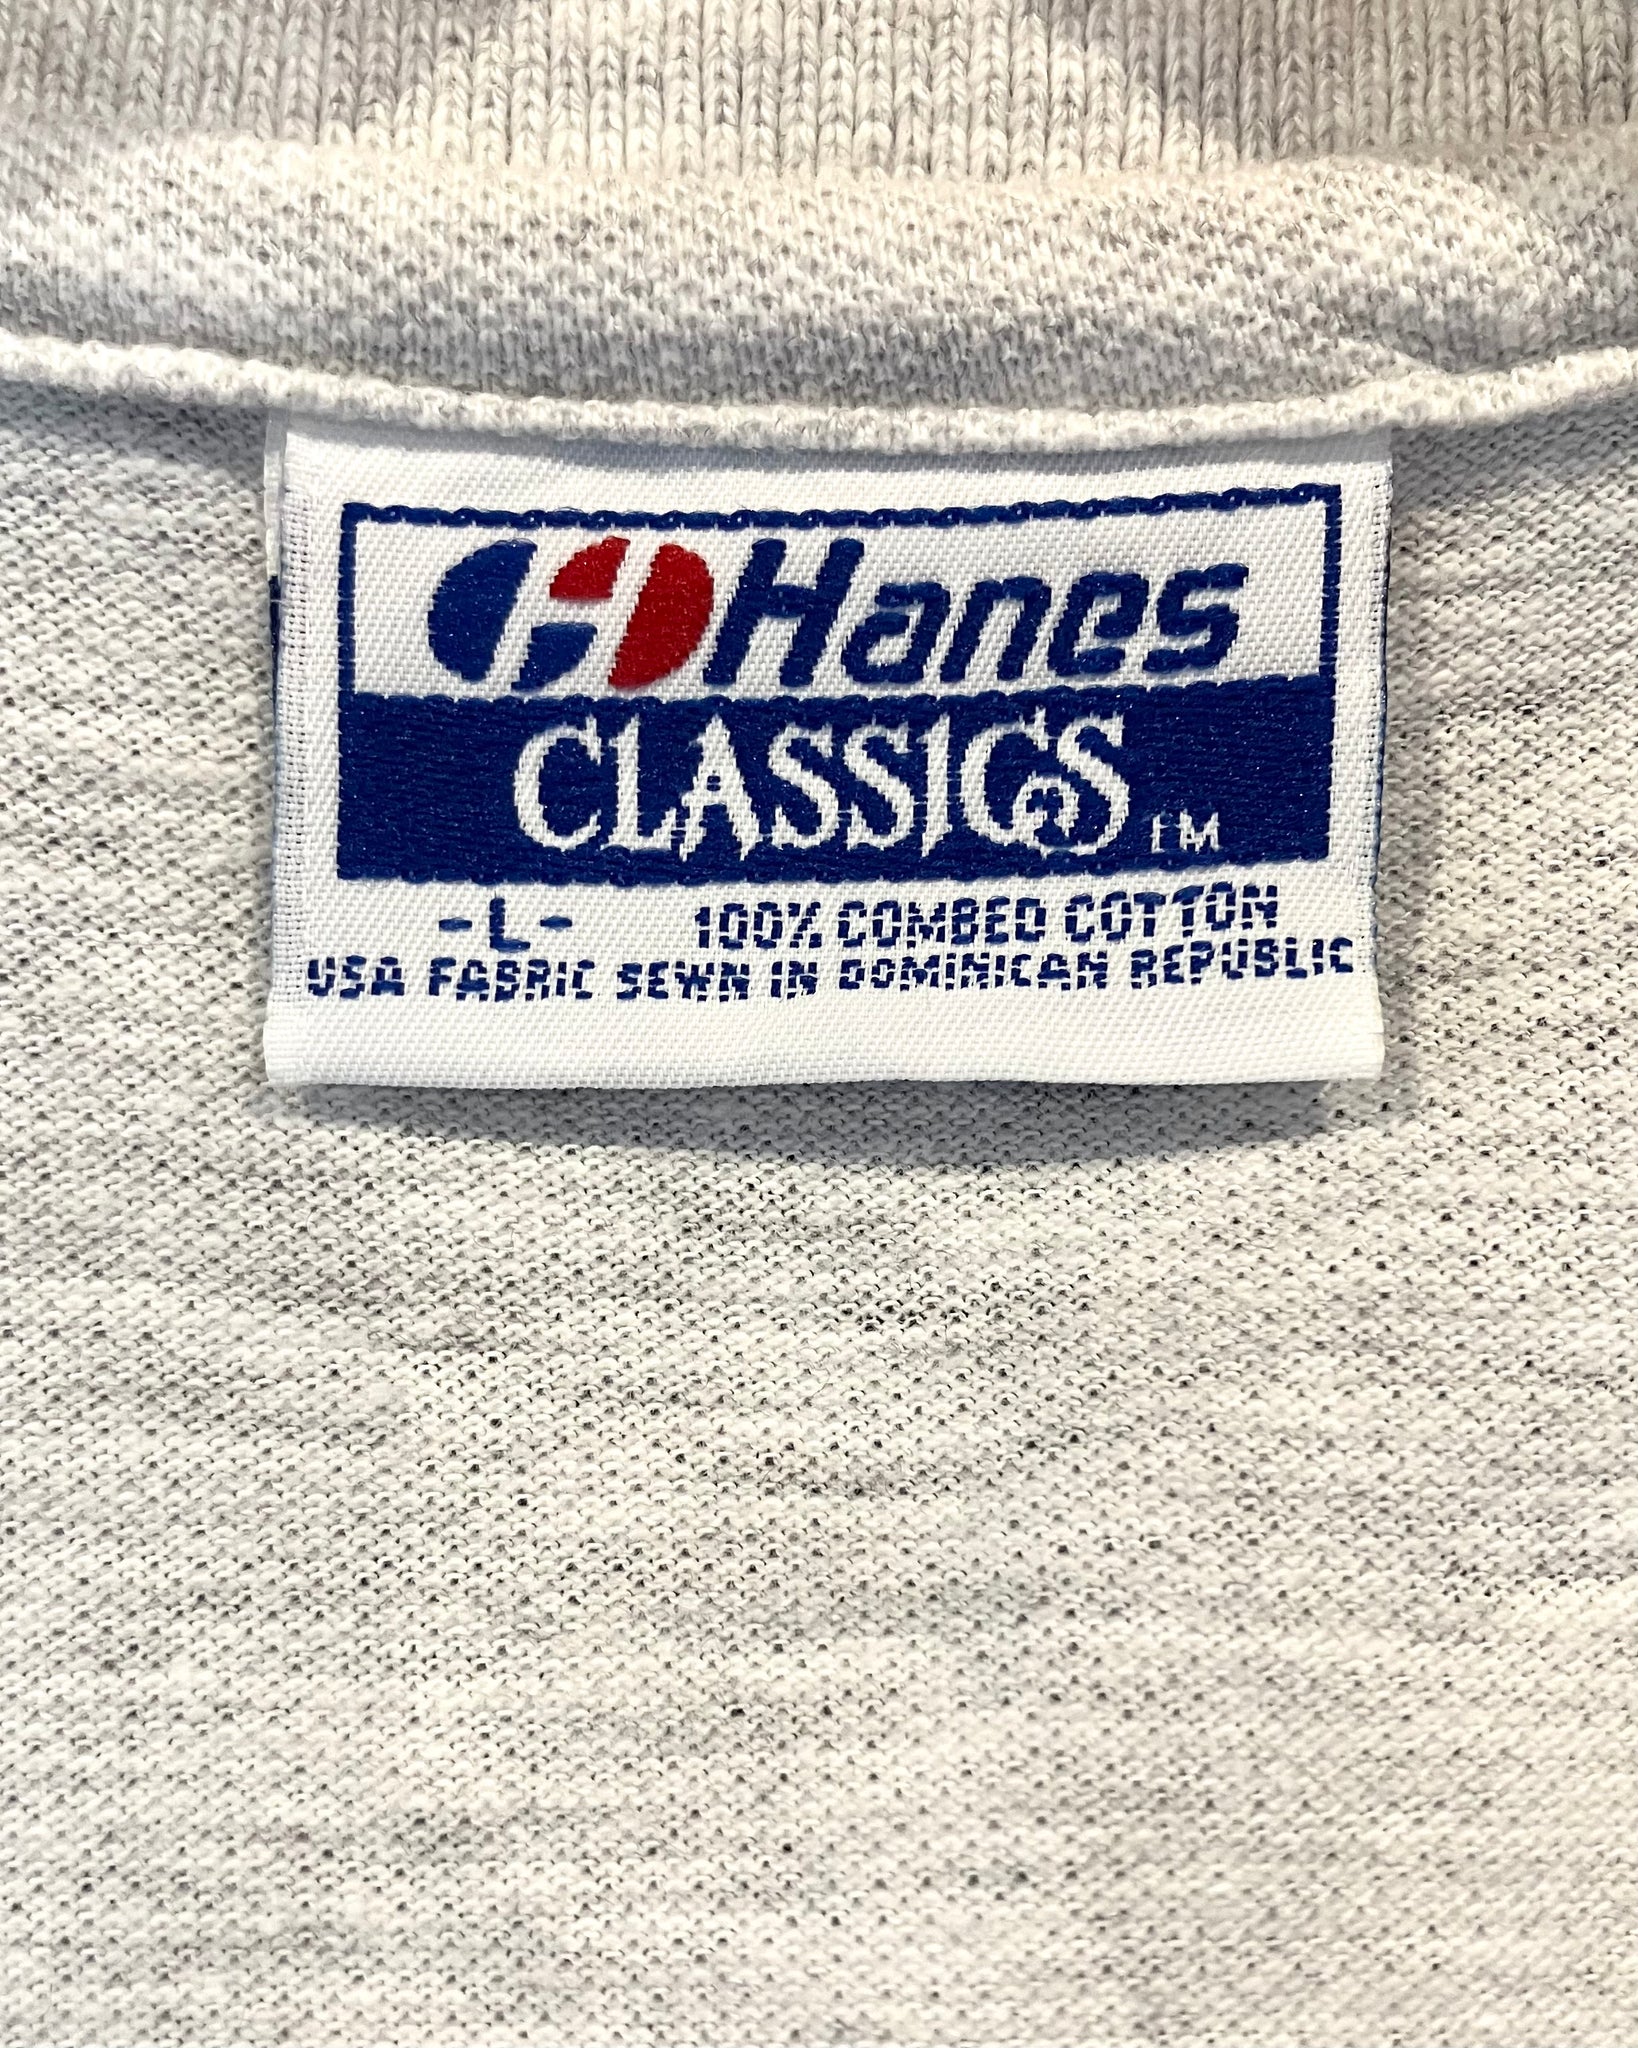 Hanes
CLASSICS TM
-L- 100% COMBED COTTON
USA FABRIC SEWN IN DOMINICAN REPUBLIC